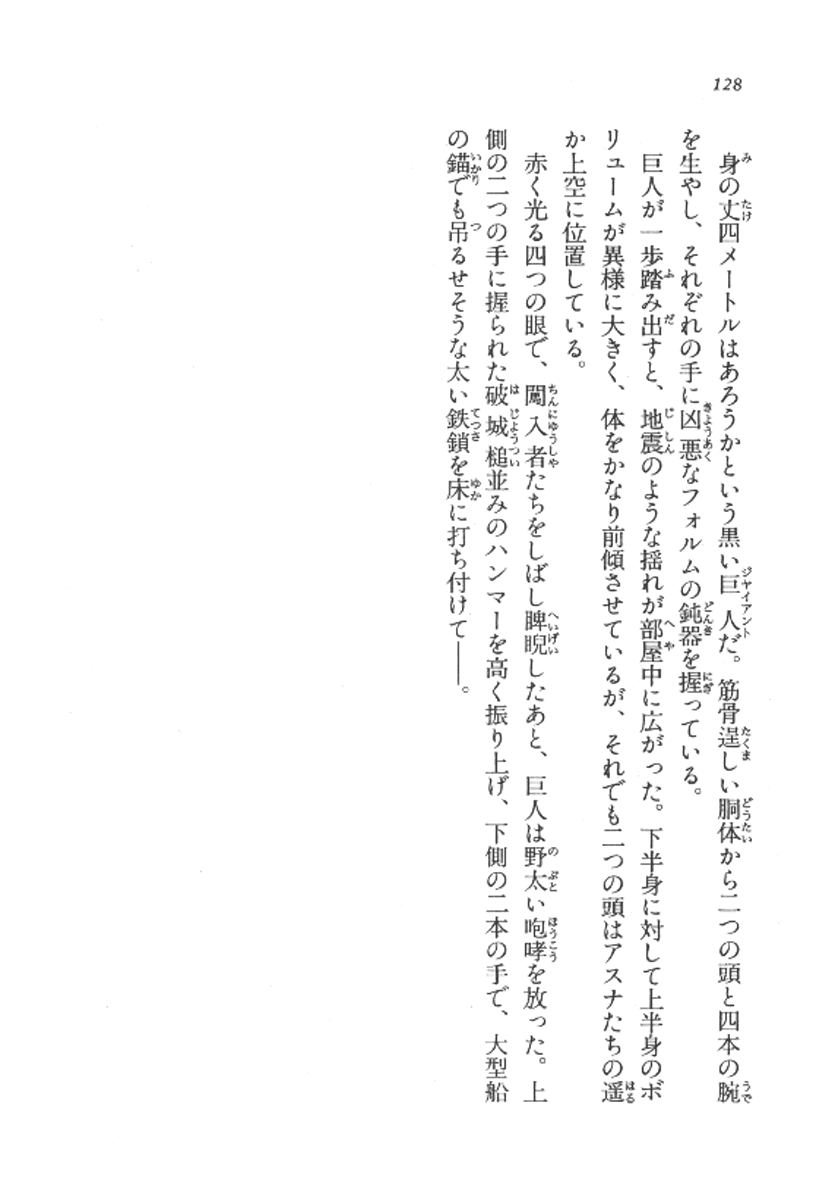 128
身の丈四メートルはあろうかという黒い巨人だ。筋骨逞しい胴体から二つの頭と四本の腕
を生やし、それぞれの手に凶悪なフォルムの鈍器を握っている。
巨人が一歩踏み出すと、地震のような揺れが部屋中に広がった。下半身に対して上半身のボ
リュームが異様に大きく、体をかなり前傾させているが、それでも二つの頭はアスナたちの遥
か上空に位置している。
赤く光る四つの眼で、闖入者たちをしばし睥睨したあと、巨人は野太い咆哮を放った。上
側の二つの手に握られた破城槌並みのハンマーを高く振り上げ、下側の二本の手で、大型船
の錨でも吊るせそうな太い鉄鎖を床に打ち付けて――。